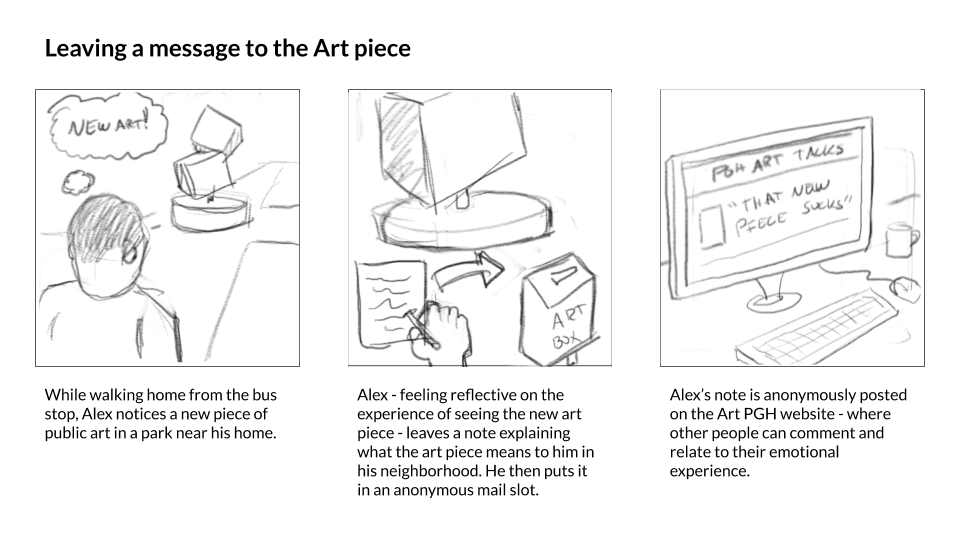 Leaving a message to the Art piece
NEW ART!
ART
BOX
PGH ART TALKS
"THAT NEW
PIECE SUCKS"
While walking home from the bus
stop, Alex notices a new piece of
public art in a park near his home.
Alex - feeling reflective on the
experience of seeing the new art
piece - leaves a note explaining
what the art piece means to him in
his neighborhood. He then puts it
in an anonymous mail slot.
Alex’s note is anonymously posted
on the Art PGH website - where
other people can comment and
relate to their emotional
experience.